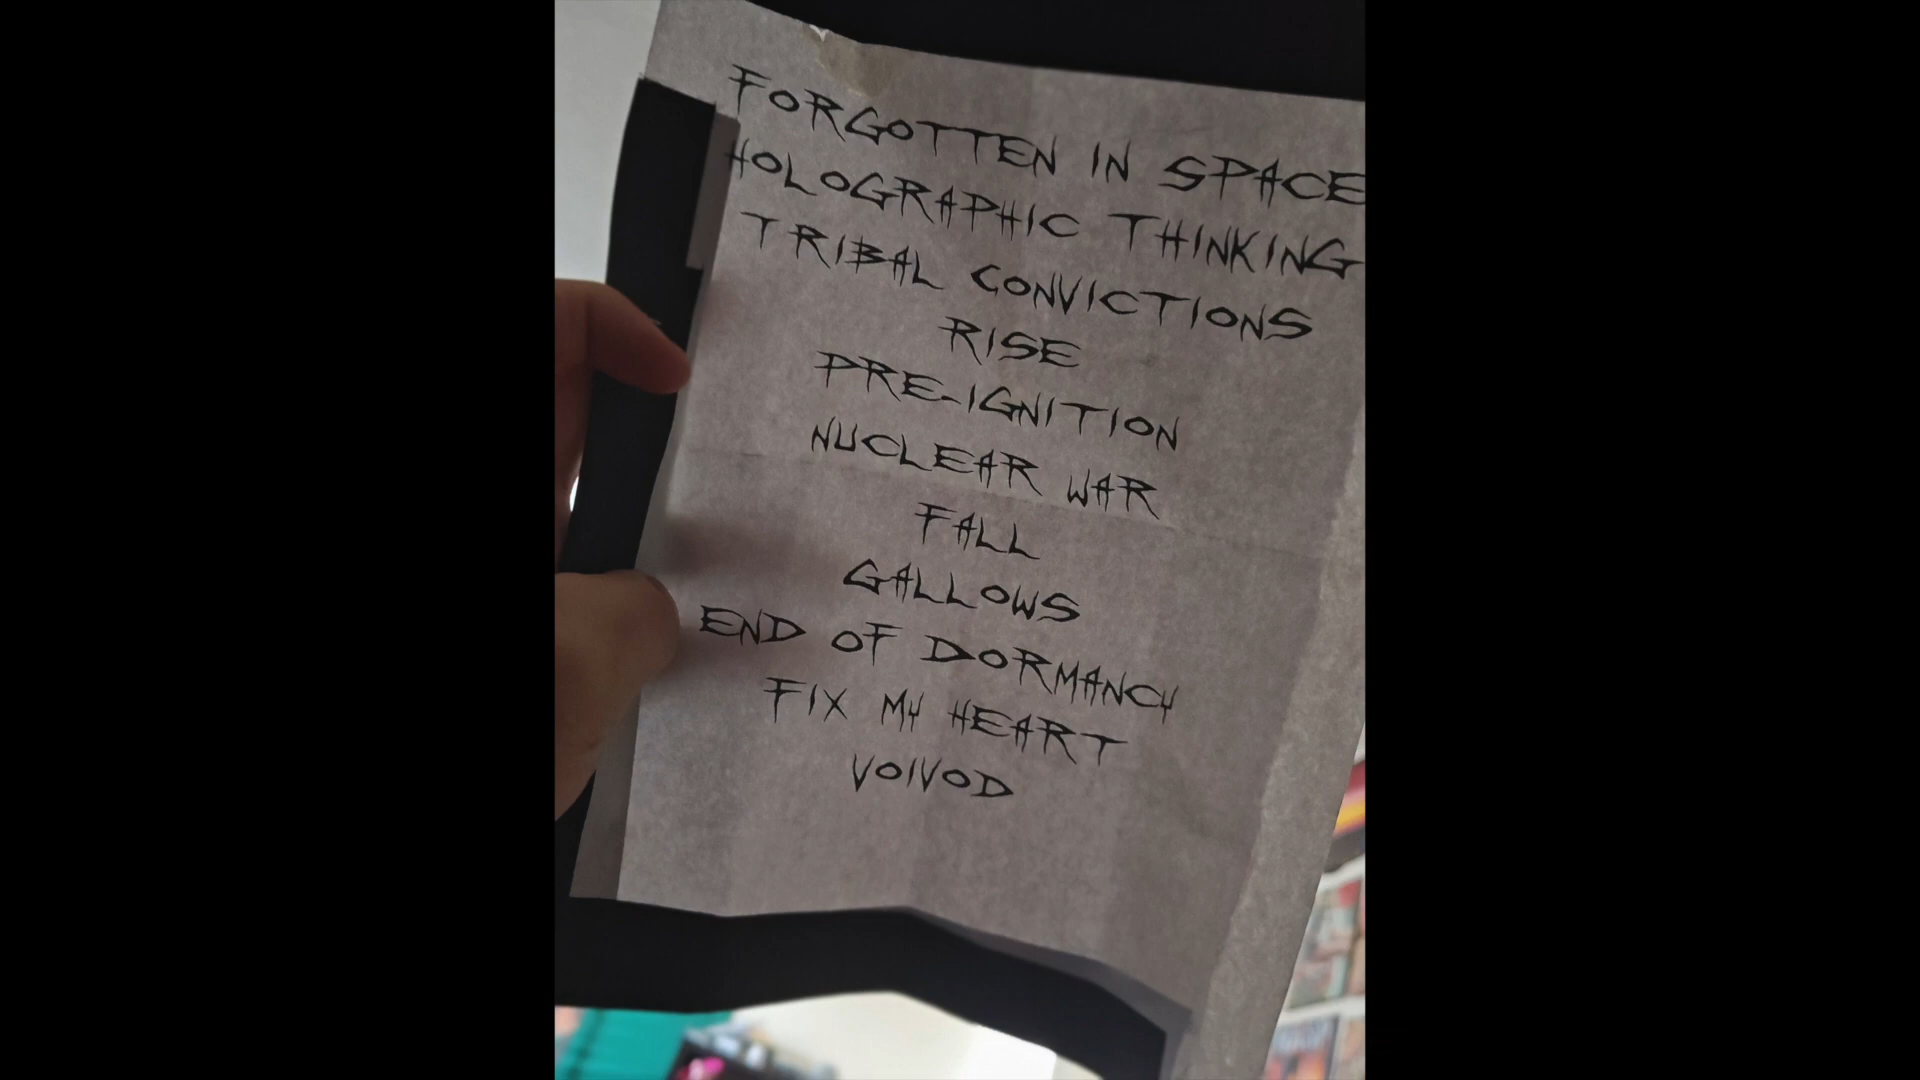 FORGOTTEN IN SPACE
HOLOGRAPHIC THINKING
TRIBAL CONVICTIONS
RISE
PRE-IGNITION
NUCLEAR WAR
FALL
GALLOWS
END OF DORMANCY
FIX MY HEART
VOIVOD